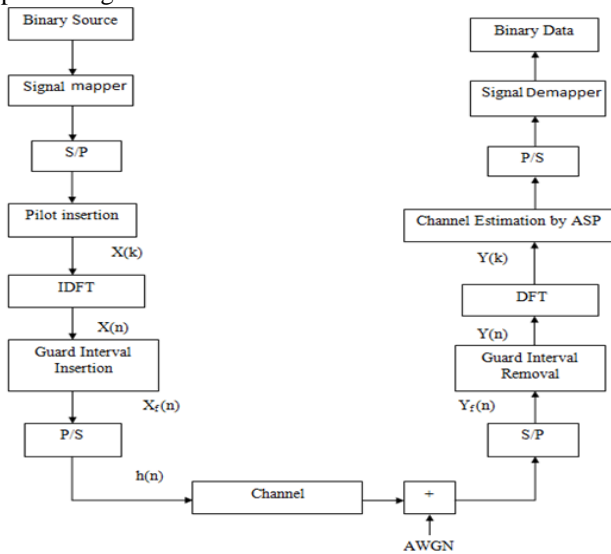 Binary Source
Signal mapper
S/P
Pilot insertion
X(k)
IDFT
X(n)
Guard Interval
Insertion
Xf(n)
P/S
h(n)
Channel
+
AWGN
S/P
Yf(n)
Guard Interval
Removal
Y(n)
DFT
Y(k)
Channel Estimation by ASP
P/S
Signal Demapper
Binary Data